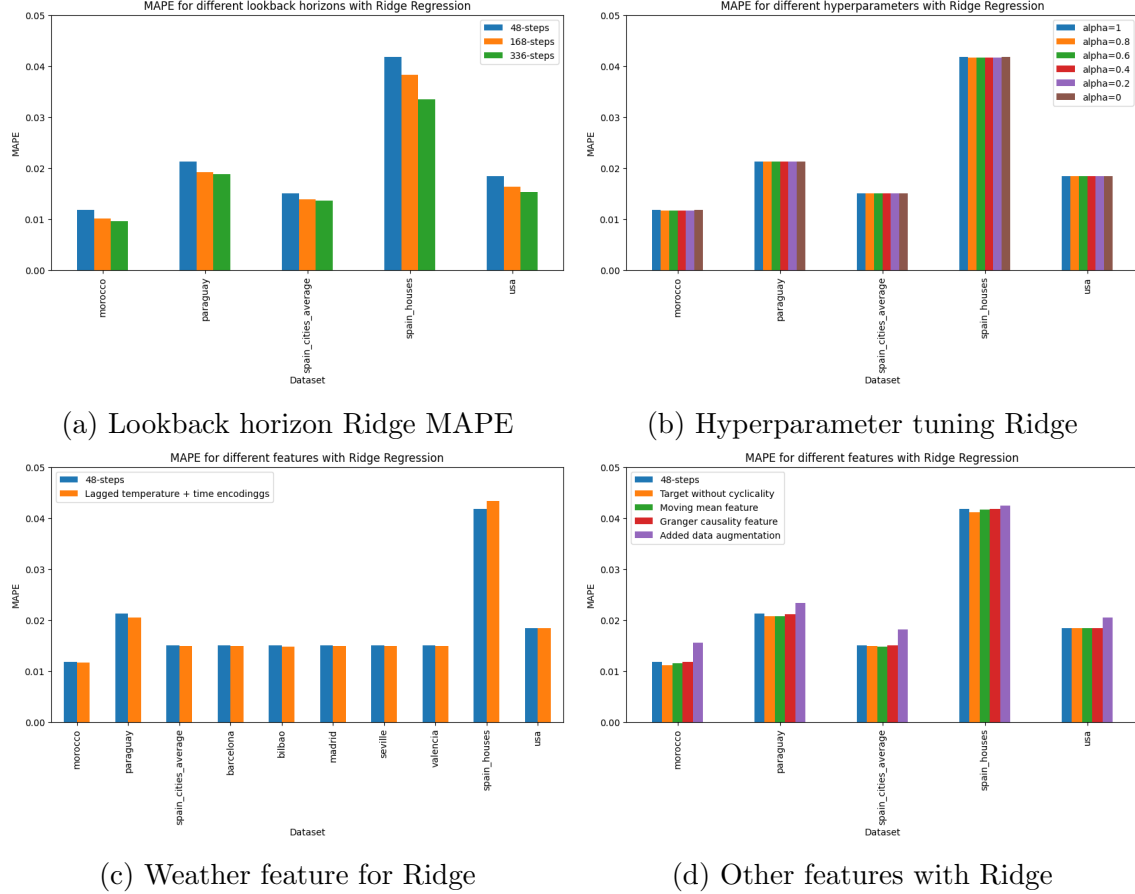 MAPE for different lookback horizons with Ridge Regression
48-steps
168-steps
336-steps
0.05
0.04
0.03
0.02
0.01
0.00
MAPE
morocco
paraguay
spain_cities_average
spain_houses
usa
Dataset
(a) Lookback horizon Ridge MAPE
MAPE for different hyperparameters with Ridge Regression
alpha=1
alpha=0.8
alpha=0.6
alpha=0.4
alpha=0.2
alpha=0
0.05
0.04
0.03
0.02
0.01
0.00
MAPE
morocco
paraguay
spain_cities_average
spain_houses
usa
Dataset
(b) Hyperparameter tuning Ridge
MAPE for different features with Ridge Regression
48-steps
Lagged temperature + time encodinggs
0.05
0.04
0.03
0.02
0.01
0.00
MAPE
morocco
paraguay
spain_cities_average
barcelona
bilbao
madrid
seville
valencia
spain_houses
usa
Dataset
(c) Weather feature for Ridge
MAPE for different features with Ridge Regression
48-steps
Target without cyclicality
Moving mean feature
Granger causality feature
Added data augmentation
0.05
0.04
0.03
0.02
0.01
0.00
MAPE
morocco
paraguay
spain_cities_average
spain_houses
usa
Dataset
(d) Other features with Ridge